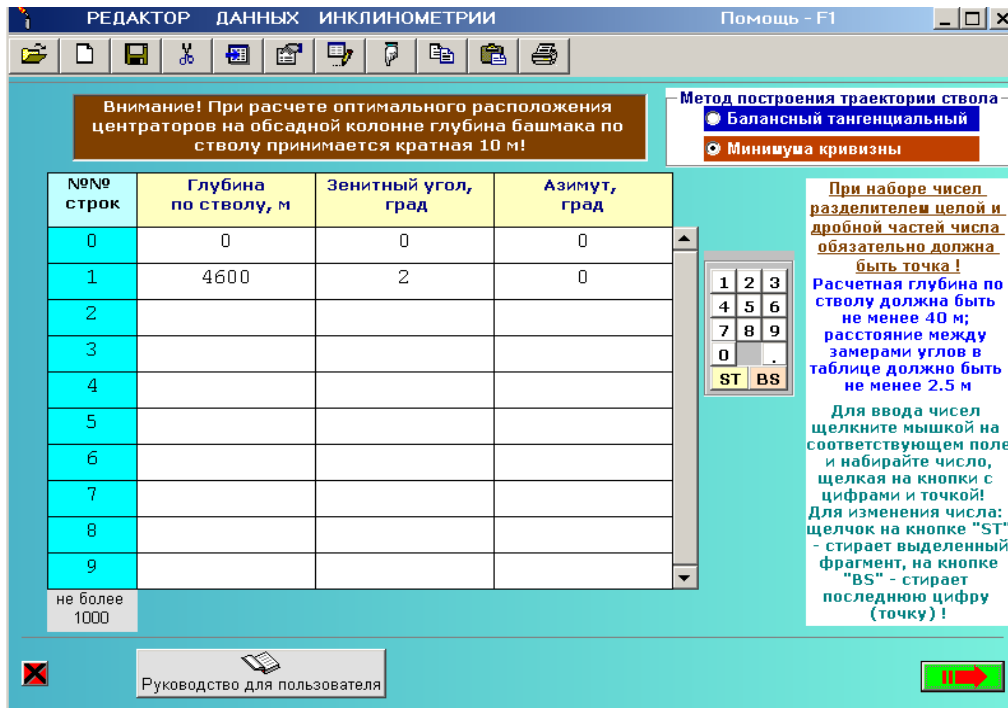 РЕДАКТОР ДАННЫХ ИНКЛИНОМЕТРИИ
Помощь - F1
Внимание! При расчете оптимального расположения
центраторов на обсадной колонне глубина башмака по
стволу принимается кратная 10 м!
Метод построения траектории ствола
Балансный тангенциальный
Минимума кривизны
№№ строк Глубина по стволу, м Зенитный угол, град Азимут, град
0 0 0 0
1 4600 2 0
2
3
4
5
6
7
8
9
не более
1000
1 2 3
4 5 6
7 8 9
0 .
ST BS
При наборе чисел
разделителем целой и
дробной частей числа
обязательно должна
быть точка !
Расчетная глубина по
стволу должна быть
не менее 40 м;
расстояние между
замерами углов в
таблице должно быть
не менее 2.5 м
Для ввода чисел
щелкните мышкой на
соответствующем поле
и набирайте число,
щелкая на кнопки с
цифрами и точкой!
Для изменения числа:
щелчок на кнопке "ST"
- стирает выделенный
фрагмент, на кнопке
"BS" - стирает
последнюю цифру
(точку) !
Руководство для пользователя